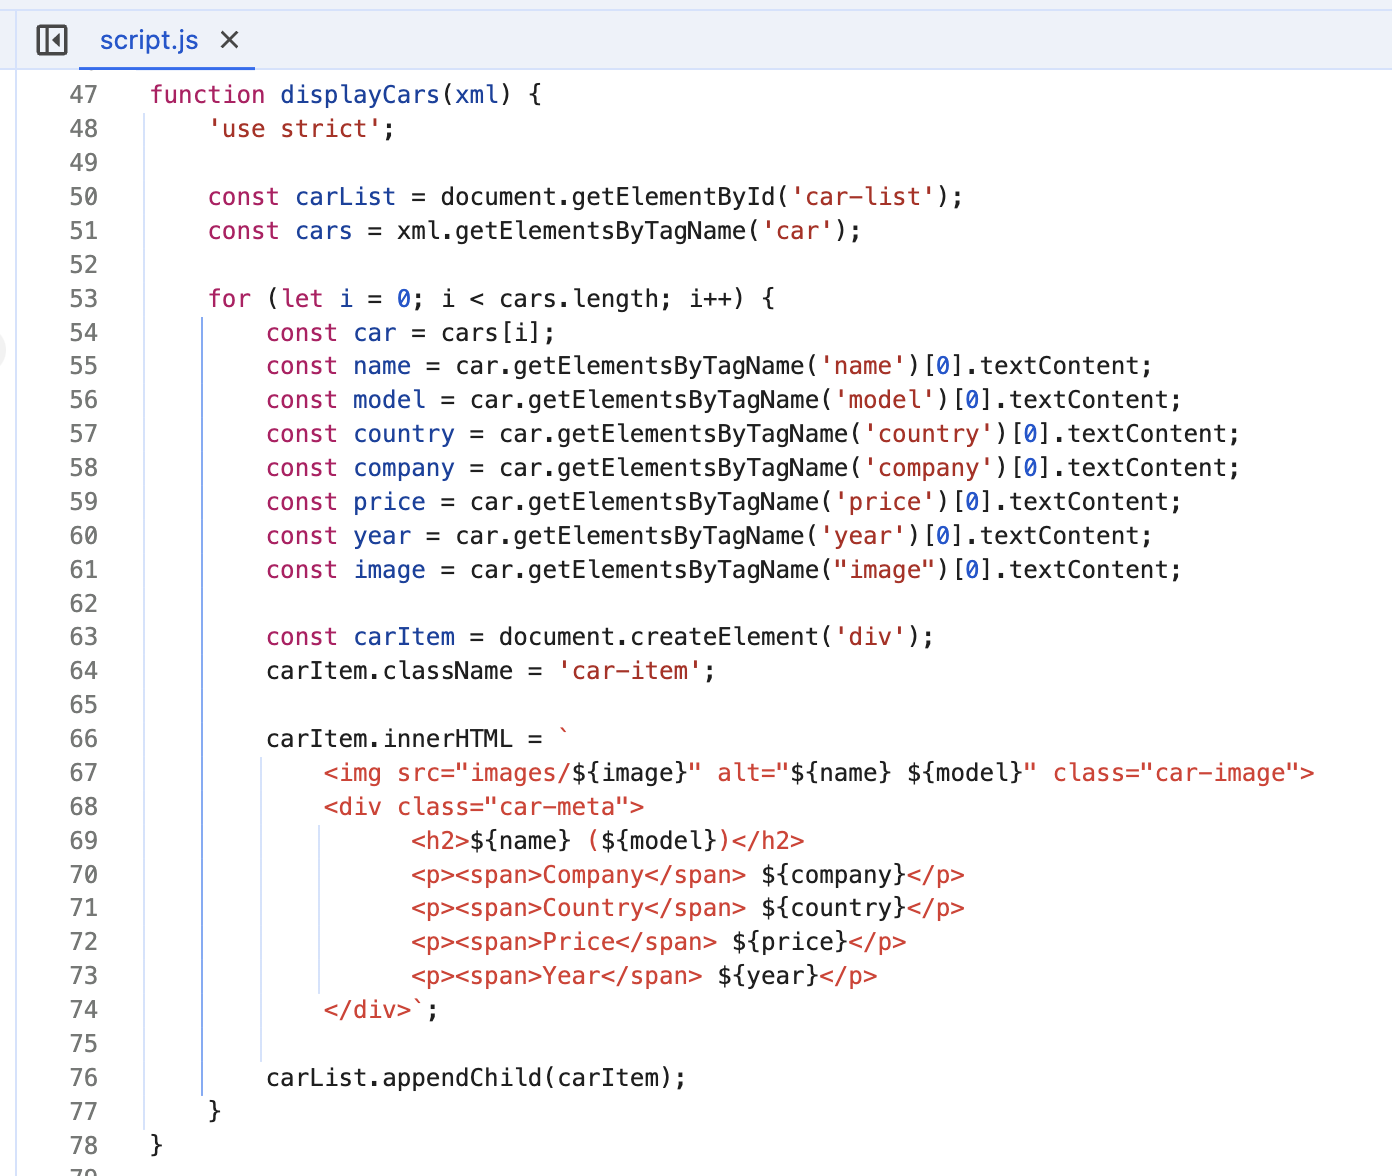 script.js ×
47 function displayCars(xml) {
48 'use strict';
49
50 const carList = document.getElementById('car-list');
51 const cars = xml.getElementsByTagName('car');
52
53 for (let i = 0; i < cars.length; i++) {
54 const car = cars[i];
55 const name = car.getElementsByTagName('name')[0].textContent;
56 const model = car.getElementsByTagName('model')[0].textContent;
57 const country = car.getElementsByTagName('country')[0].textContent;
58 const company = car.getElementsByTagName('company')[0].textContent;
59 const price = car.getElementsByTagName('price')[0].textContent;
60 const year = car.getElementsByTagName('year')[0].textContent;
61 const image = car.getElementsByTagName("image")[0].textContent;
62
63 const carItem = document.createElement('div');
64 carItem.className = 'car-item';
65
66 carItem.innerHTML = `
67 <img src="images/${image}" alt="${name} ${model}" class="car-image">
68 <div class="car-meta">
69 <h2>${name} (${model})</h2>
70 <p><span>Company</span> ${company}</p>
71 <p><span>Country</span> ${country}</p>
72 <p><span>Price</span> ${price}</p>
73 <p><span>Year</span> ${year}</p>
74 </div>`;
75
76 carList.appendChild(carItem);
77 }
78 }
79